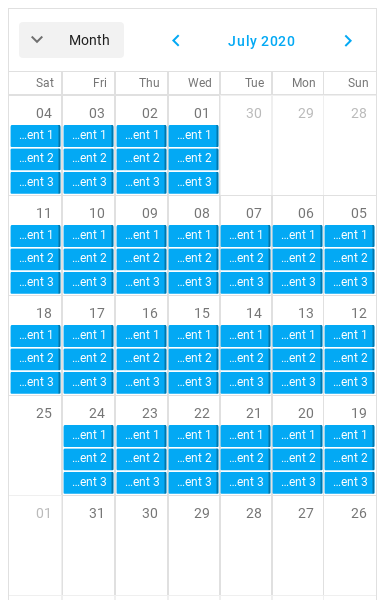 Month
July 2020
Sat Fri Thu Wed Tue Mon Sun
04 03 02 01 30 29 28
...ent 1 ...ent 1 ...ent 1 ...ent 1
...ent 2 ...ent 2 ...ent 2 ...ent 2
...ent 3 ...ent 3 ...ent 3 ...ent 3
11 10 09 08 07 06 05
...ent 1 ...ent 1 ...ent 1 ...ent 1 ...ent 1 ...ent 1 ...ent 1
...ent 2 ...ent 2 ...ent 2 ...ent 2 ...ent 2 ...ent 2 ...ent 2
...ent 3 ...ent 3 ...ent 3 ...ent 3 ...ent 3 ...ent 3 ...ent 3
18 17 16 15 14 13 12
...ent 1 ...ent 1 ...ent 1 ...ent 1 ...ent 1 ...ent 1 ...ent 1
...ent 2 ...ent 2 ...ent 2 ...ent 2 ...ent 2 ...ent 2 ...ent 2
...ent 3 ...ent 3 ...ent 3 ...ent 3 ...ent 3 ...ent 3 ...ent 3
25 24 23 22 21 20 19
...ent 1 ...ent 1 ...ent 1 ...ent 1 ...ent 1 ...ent 1
...ent 2 ...ent 2 ...ent 2 ...ent 2 ...ent 2 ...ent 2
...ent 3 ...ent 3 ...ent 3 ...ent 3 ...ent 3 ...ent 3
01 31 30 29 28 27 26